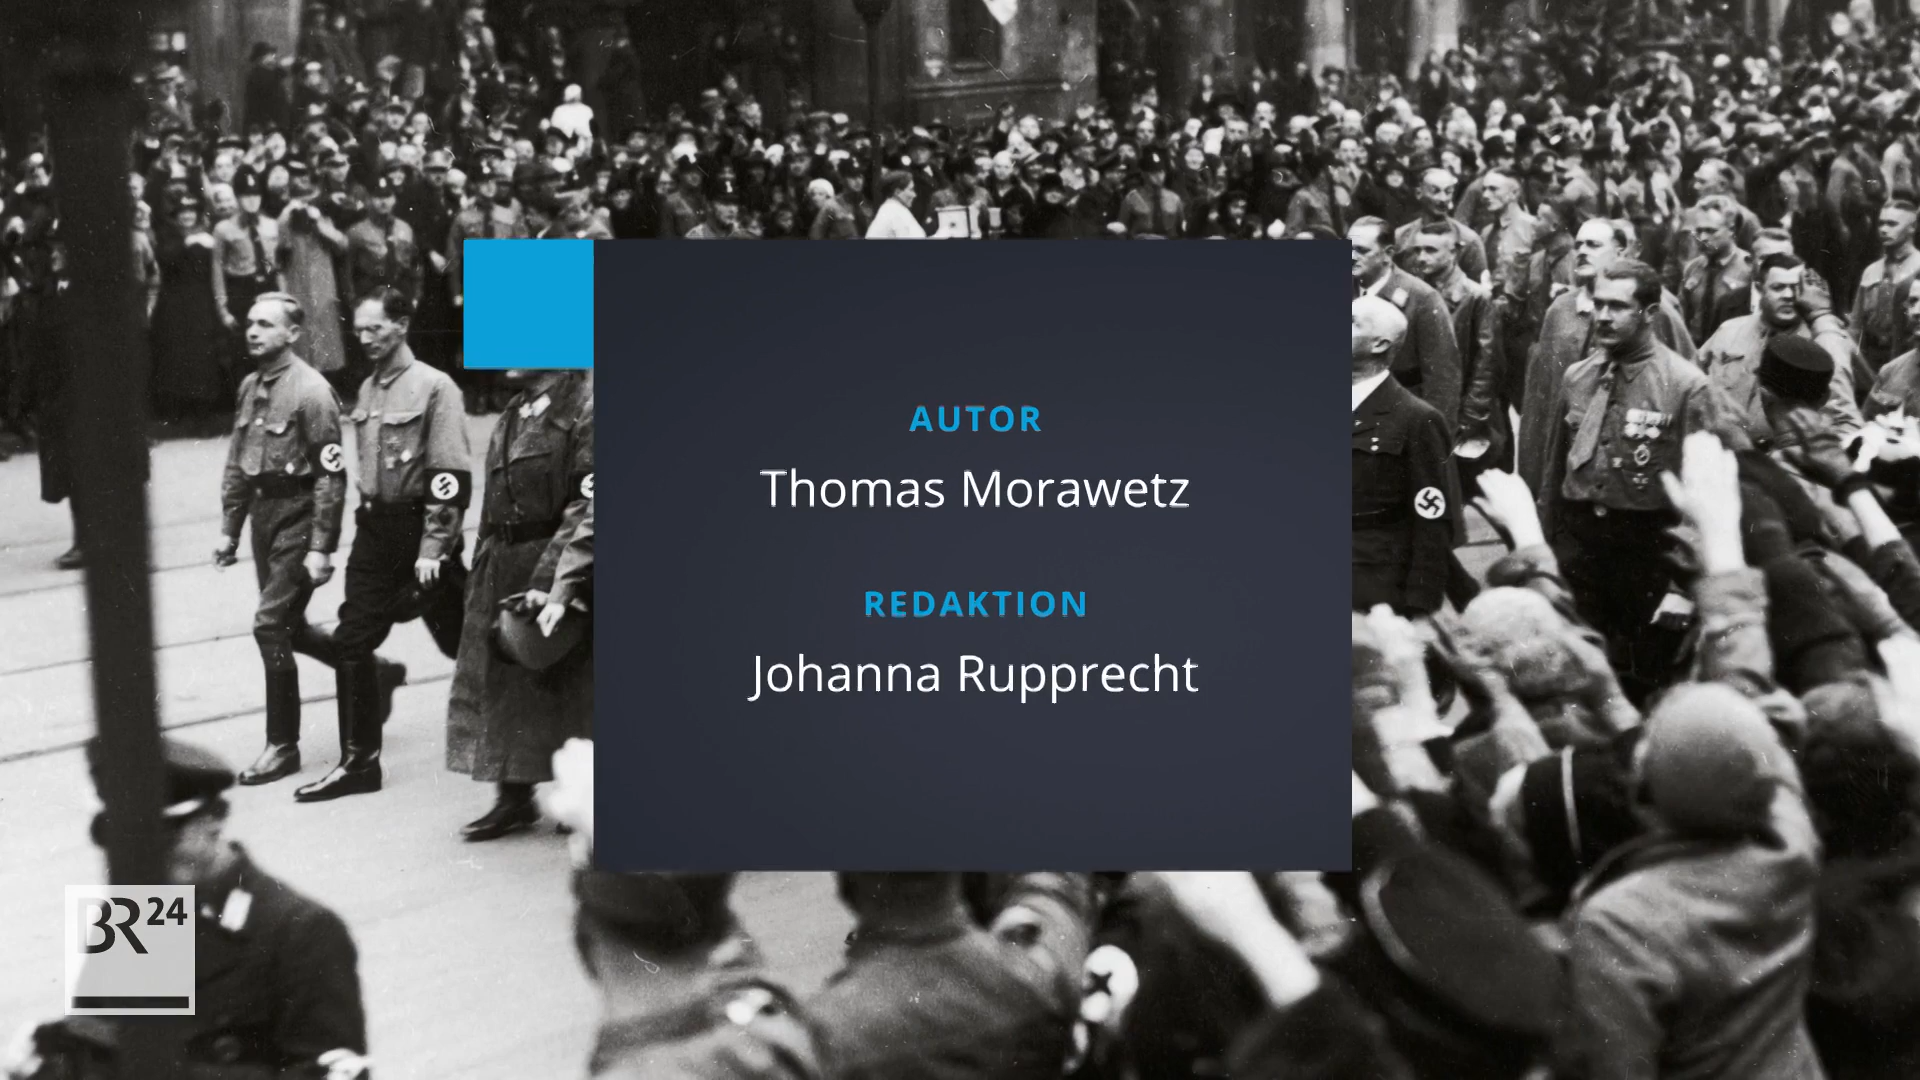 AUTOR
Thomas Morawetz
REDAKTION
Johanna Rupprecht
BR24